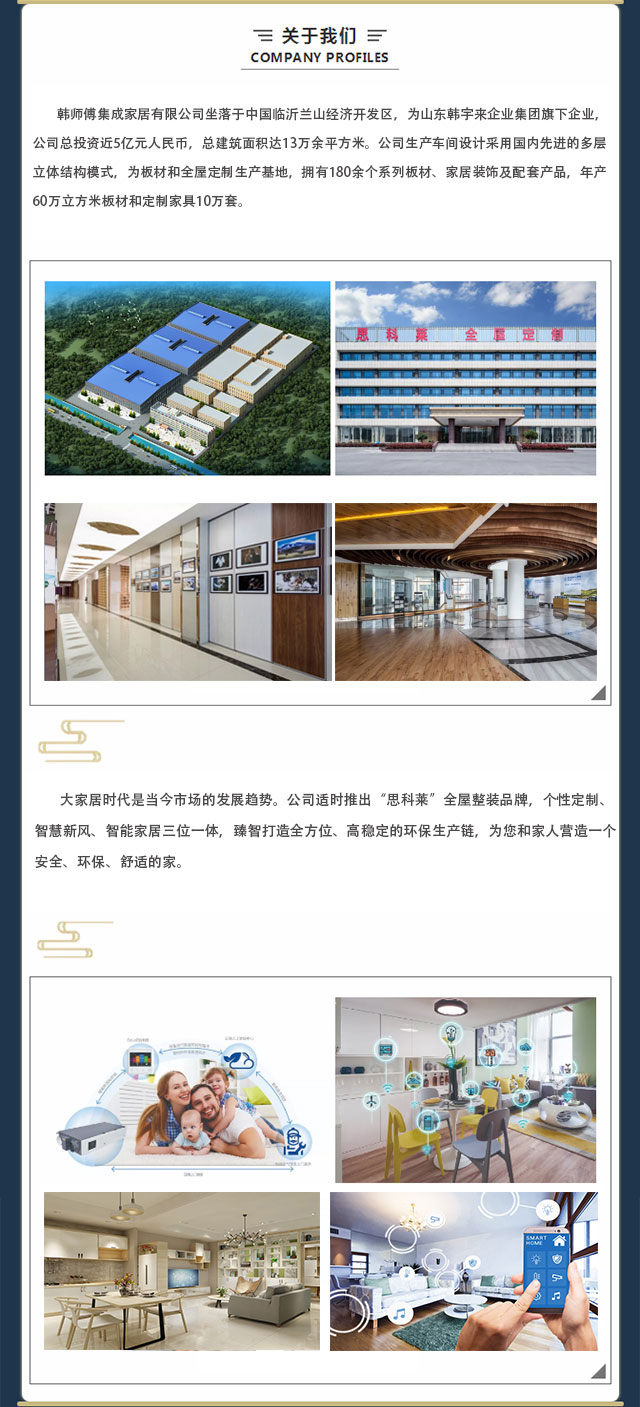 关于我们
COMPANY PROFILES
韩师傅集成家居有限公司坐落于中国临沂兰山经济开发区，为山东韩宇来企业集团旗下企业，
公司总投资近5亿元人民币，总建筑面积达13万余平方米。公司生产车间设计采用国内先进的多层
立体结构模式，为板材和全屋定制生产基地，拥有180余个系列板材、家居装饰及配套产品，年产
60万立方米板材和定制家具10万套。
思科莱 全屋定制
大家居时代是当今市场的发展趋势。公司适时推出“思科莱”全屋整装品牌，个性定制、
智慧新风、智能家居三位一体，臻智打造全方位、高稳定的环保生产链，为您和家人营造一个
安全、环保、舒适的家。
SMART
HOME